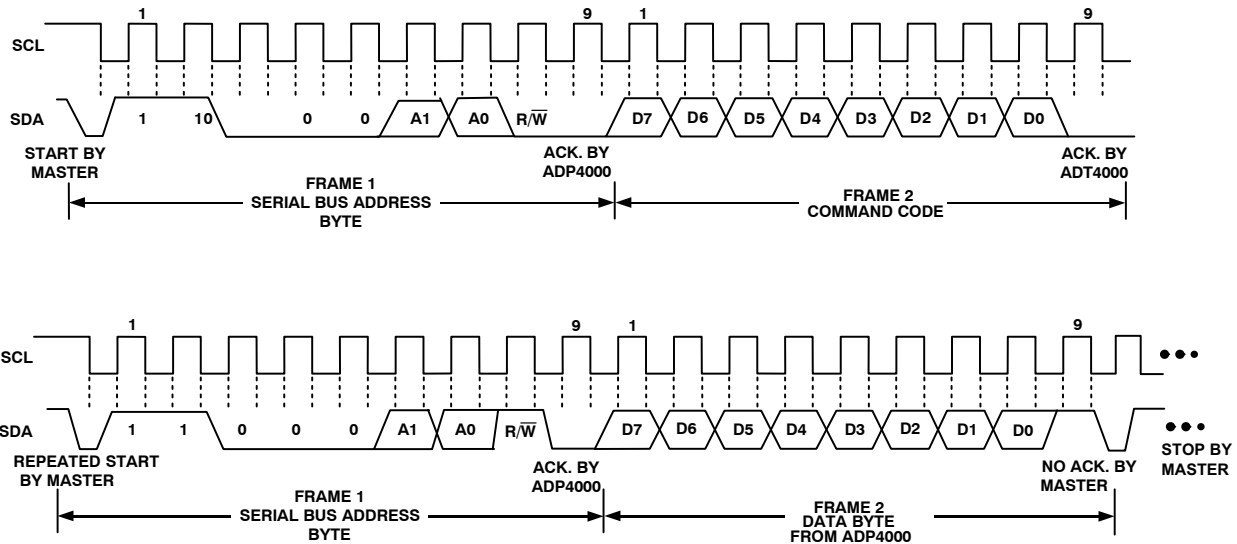 1 9 1 9
SCL
SDA 1 10 0 0 A1 A0 R/W D7 D6 D5 D4 D3 D2 D1 D0
START BY
MASTER
ACK. BY
ADP4000
ACK. BY
ADT4000
FRAME 1
SERIAL BUS ADDRESS
BYTE
FRAME 2
COMMAND CODE
1 9 1 9
SCL
SDA 1 1 0 0 0 A1 A0 R/W D7 D6 D5 D4 D3 D2 D1 D0
REPEATED START
BY MASTER
ACK. BY
ADP4000
NO ACK. BY
MASTER
STOP BY
MASTER
FRAME 1
SERIAL BUS ADDRESS
BYTE
FRAME 2
DATA BYTE
FROM ADP4000